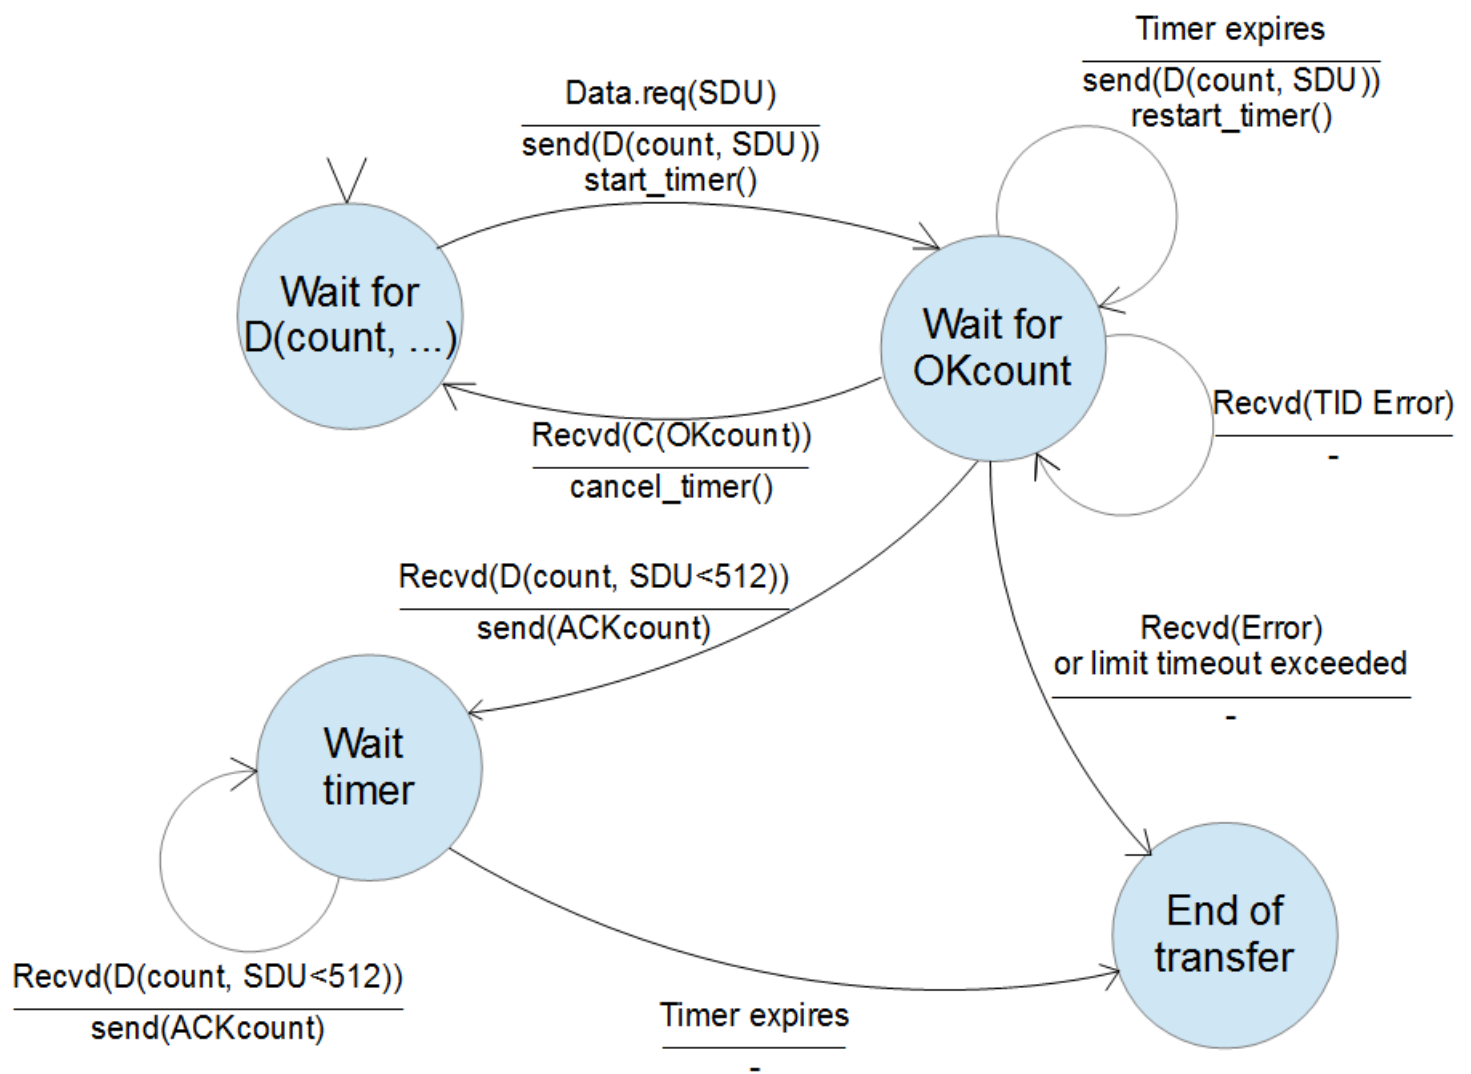 Timer expires
send(D(count, SDU))
restart_timer()
Data.req(SDU)
send(D(count, SDU))
start_timer()
Wait for
D(count, ...)
Wait for
OKcount
Recvd(TID Error)
-
Recvd(C(OKcount))
cancel_timer()
Recvd(D(count, SDU<512))
send(ACKcount)
Recvd(Error)
or limit timeout exceeded
-
Wait
timer
End of
transfer
Recvd(D(count, SDU<512))
send(ACKcount)
Timer expires
-